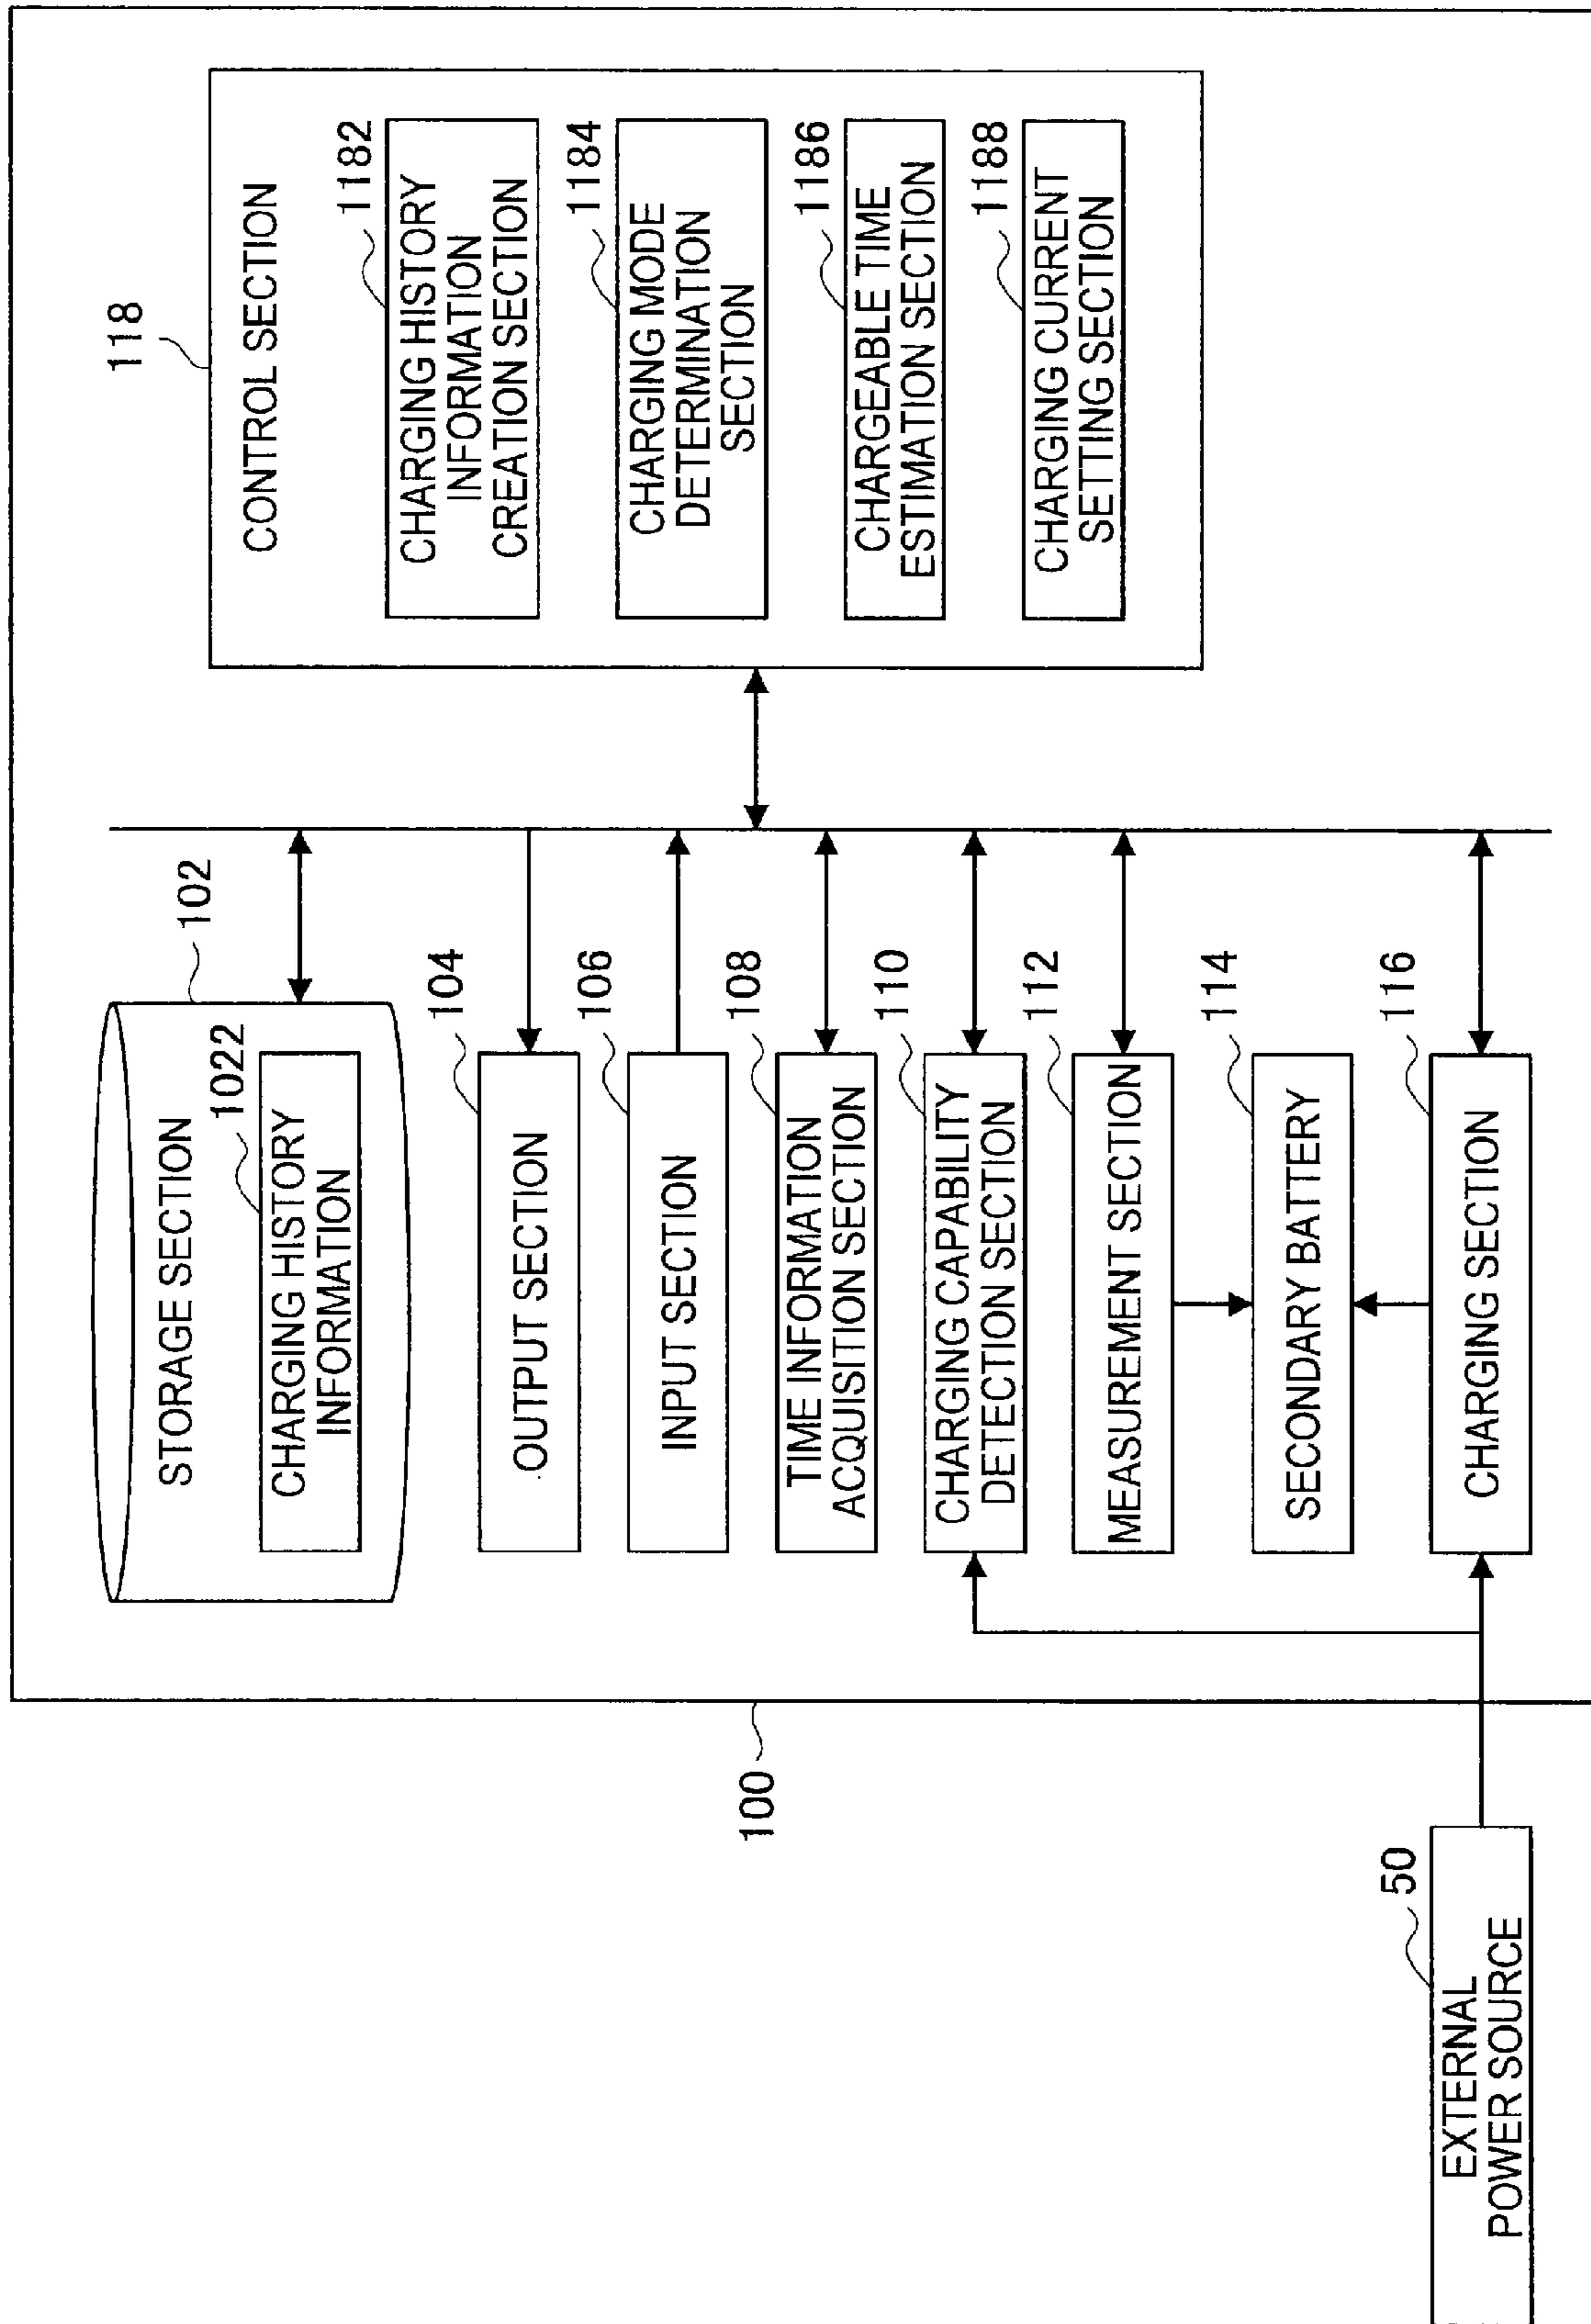 100
102
STORAGE SECTION
1022
CHARGING HISTORY
INFORMATION
104
OUTPUT SECTION
106
INPUT SECTION
108
TIME INFORMATION
ACQUISITION SECTION
110
CHARGING CAPABILITY
DETECTION SECTION
112
MEASUREMENT SECTION
114
SECONDARY BATTERY
116
CHARGING SECTION
50
EXTERNAL
POWER SOURCE
118
CONTROL SECTION
1182
CHARGING HISTORY
INFORMATION
CREATION SECTION
1184
CHARGING MODE
DETERMINATION
SECTION
1186
CHARGEABLE TIME
ESTIMATION SECTION
1188
CHARGING CURRENT
SETTING SECTION